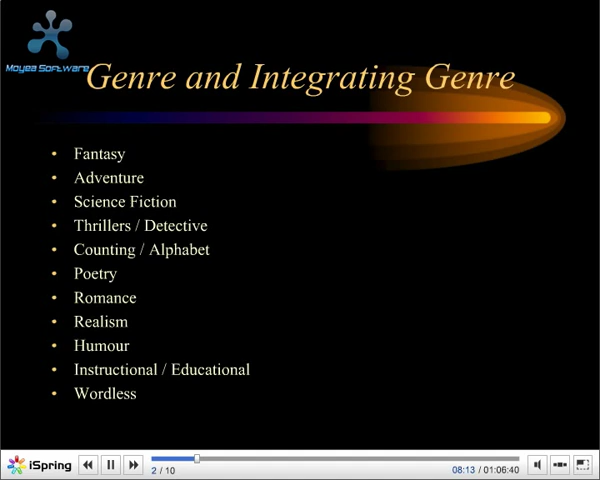 Moyea Software
Genre and Integrating Genre
• Fantasy
• Adventure
• Science Fiction
• Thrillers / Detective
• Counting / Alphabet
• Poetry
• Romance
• Realism
• Humour
• Instructional / Educational
• Wordless
iSpring
2 / 10
08:13 / 01:06:40